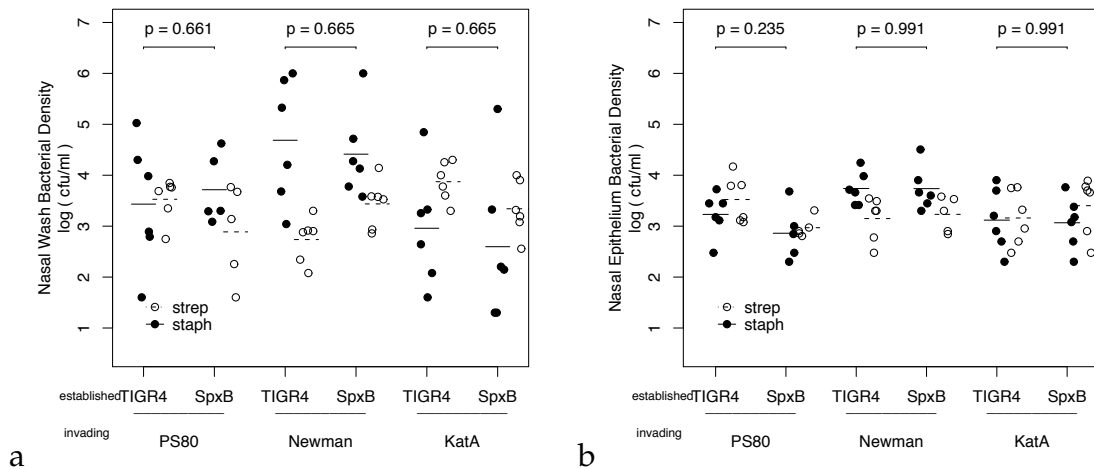 p = 0.661
p = 0.665
p = 0.665
7
6
5
4
3
2
1
Nasal Wash Bacterial Density
log ( cfu/ml )
strep
staph
established
TIGR4
SpxB
TIGR4
SpxB
TIGR4
SpxB
invading
PS80
Newman
KatA
a
p = 0.235
p = 0.991
p = 0.991
7
6
5
4
3
2
1
Nasal Epithelium Bacterial Density
log ( cfu/ml )
strep
staph
established
TIGR4
SpxB
TIGR4
SpxB
TIGR4
SpxB
invading
PS80
Newman
KatA
b